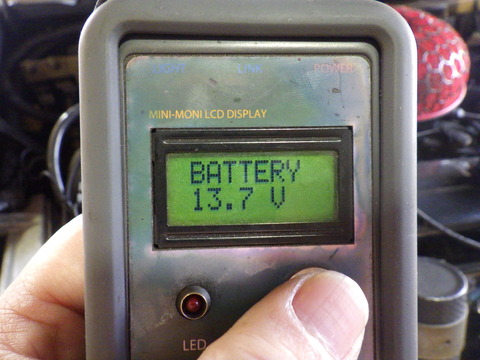 POWER
MINI-MONI LCD DISPLAY
BATTERY
13.7 V
LED